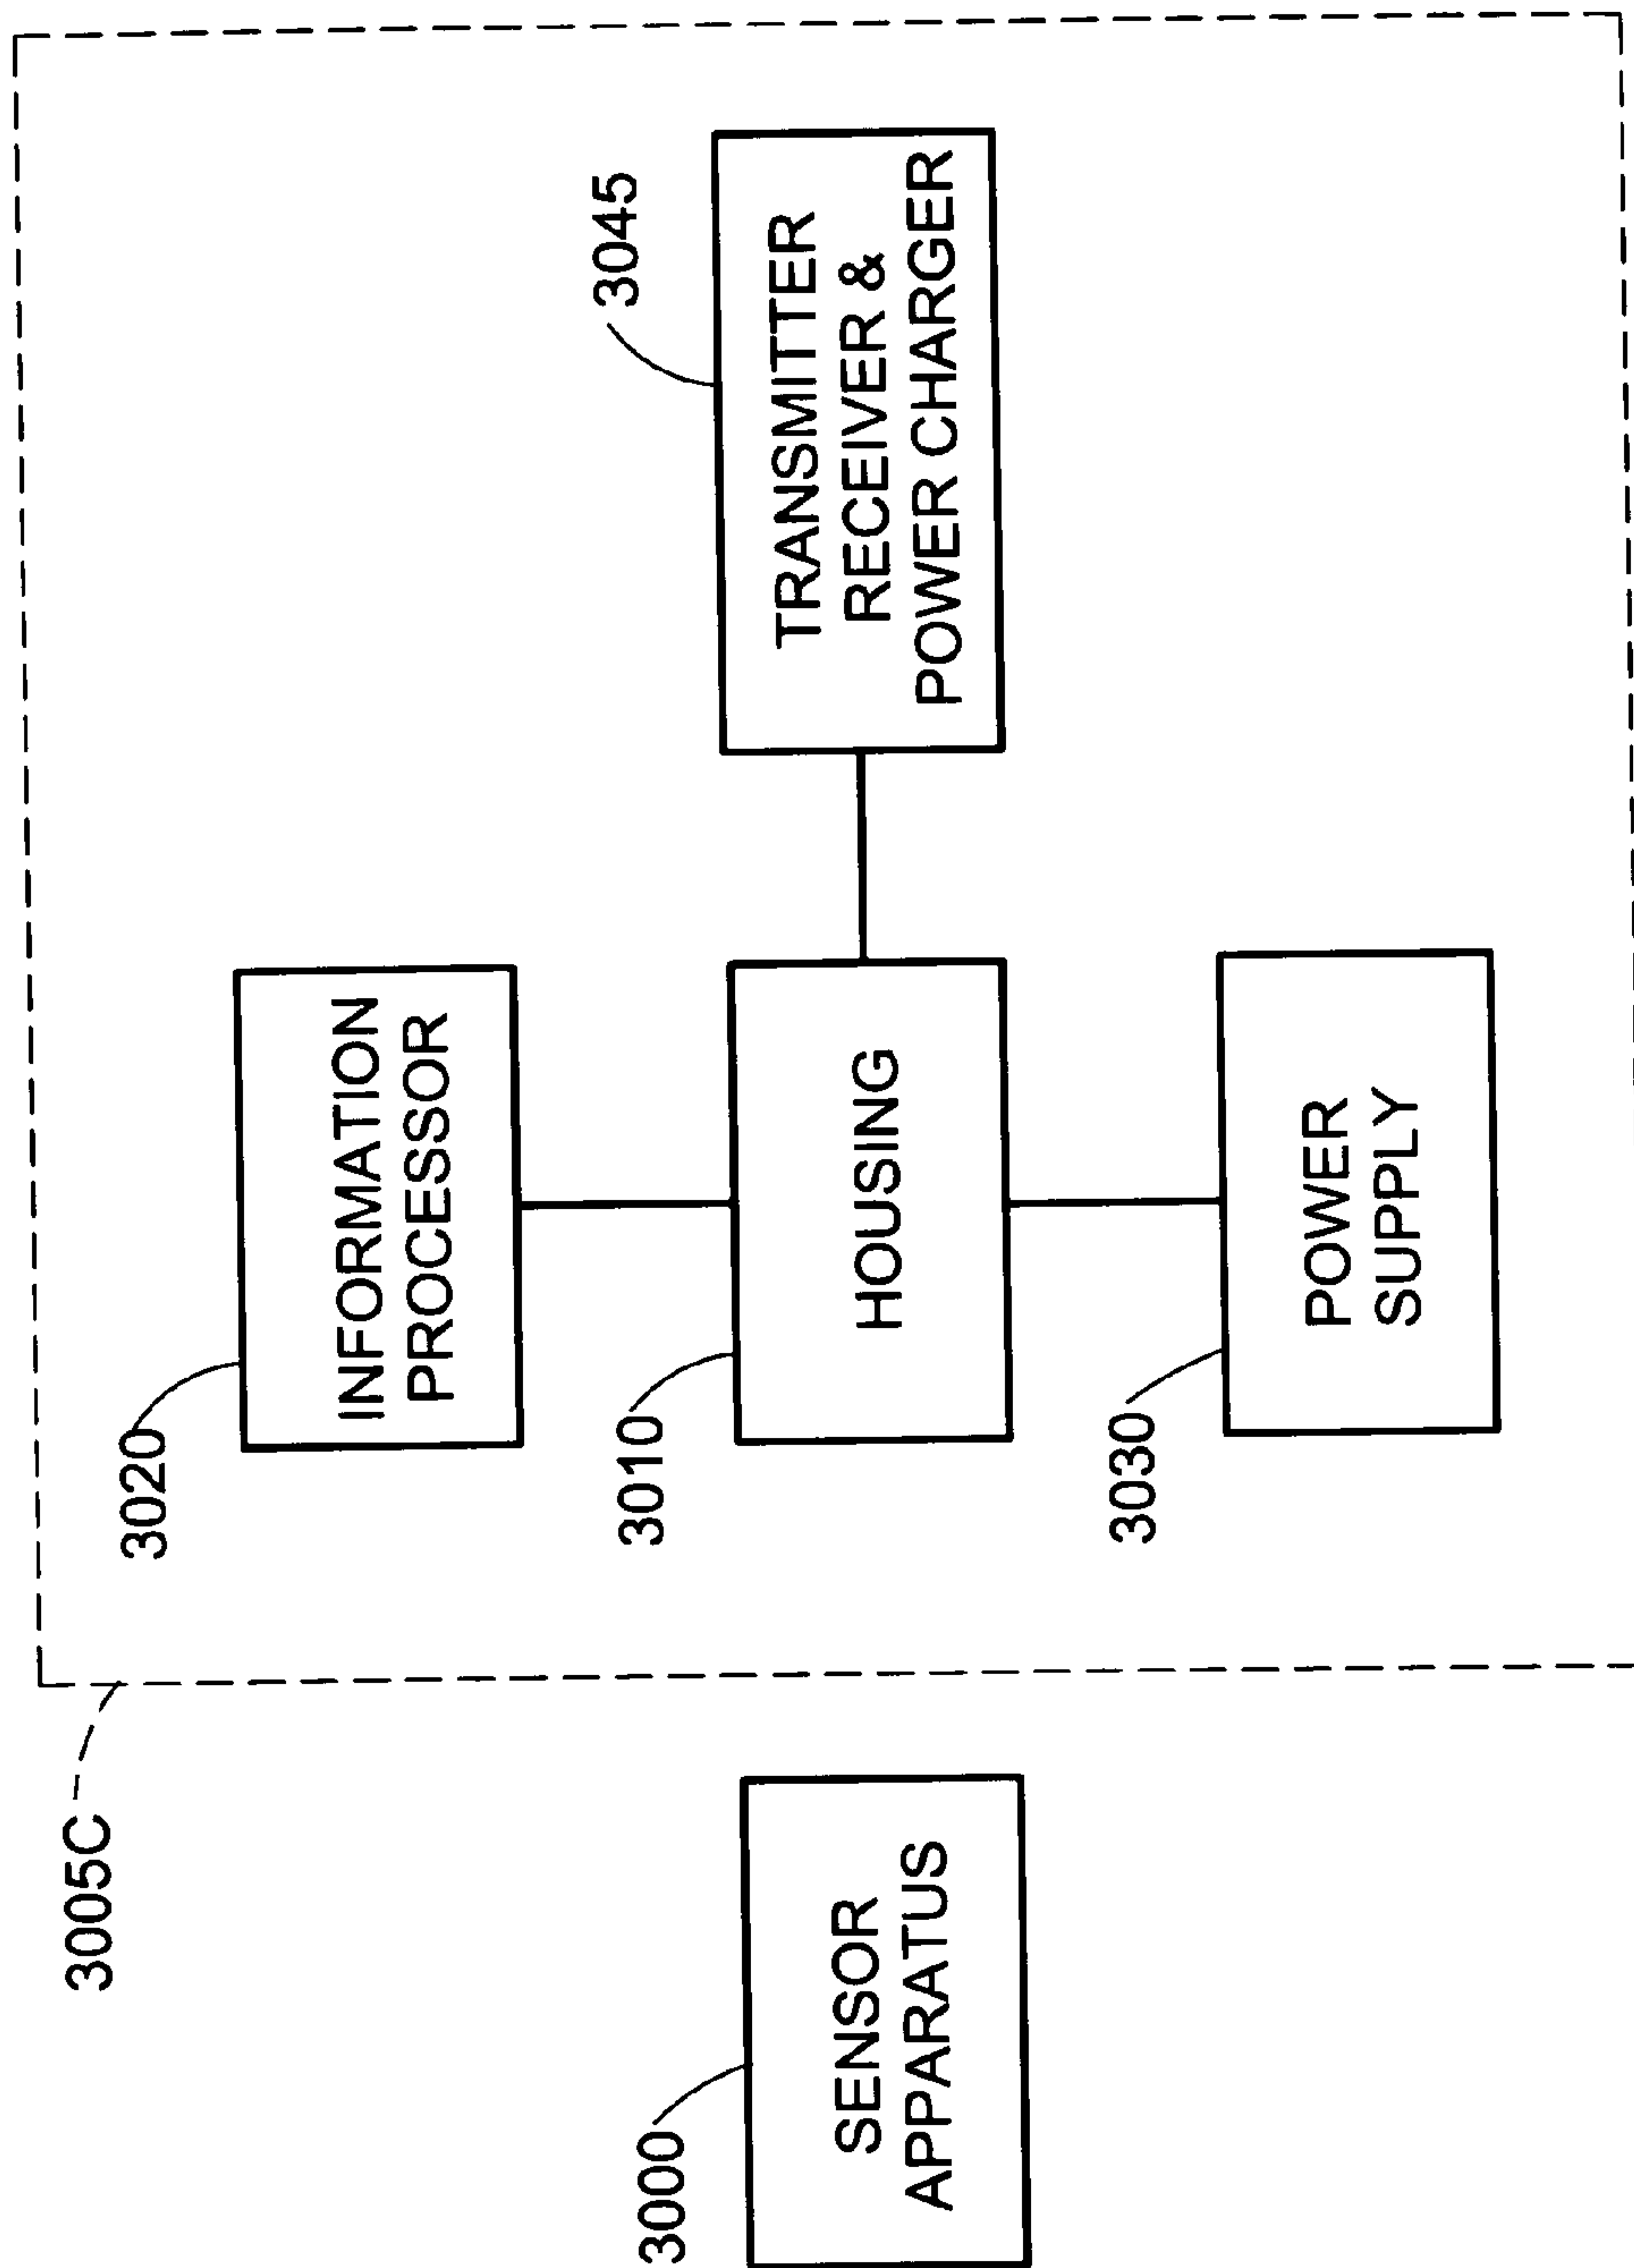 3005C
3020
INFORMATION
PROCESSOR
3045
TRANSMITTER
RECEIVER &
POWER CHARGER
3000
SENSOR
APPARATUS
3010
HOUSING
3030
POWER
SUPPLY